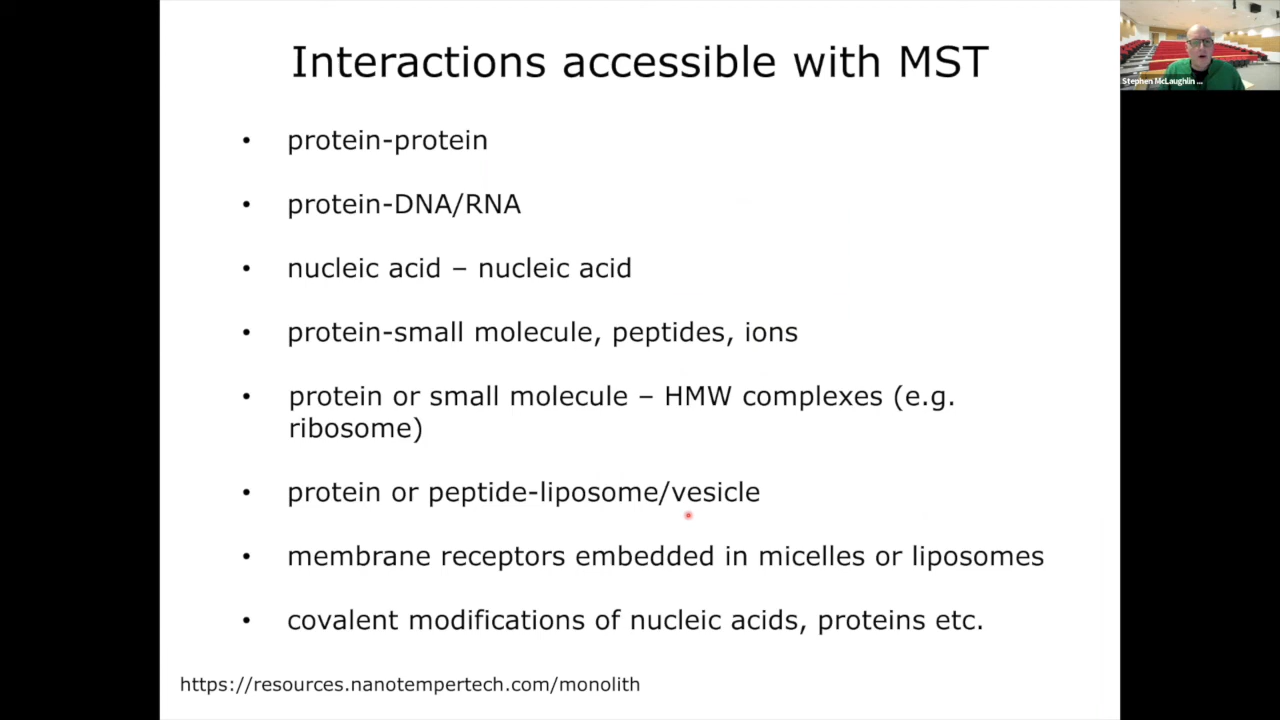 Interactions accessible with MST
Stephen McLaughlin ...
• protein-protein
• protein-DNA/RNA
• nucleic acid – nucleic acid
• protein-small molecule, peptides, ions
• protein or small molecule – HMW complexes (e.g.
ribosome)
• protein or peptide-liposome/vesicle
• membrane receptors embedded in micelles or liposomes
• covalent modifications of nucleic acids, proteins etc.
https://resources.nanotempertech.com/monolith